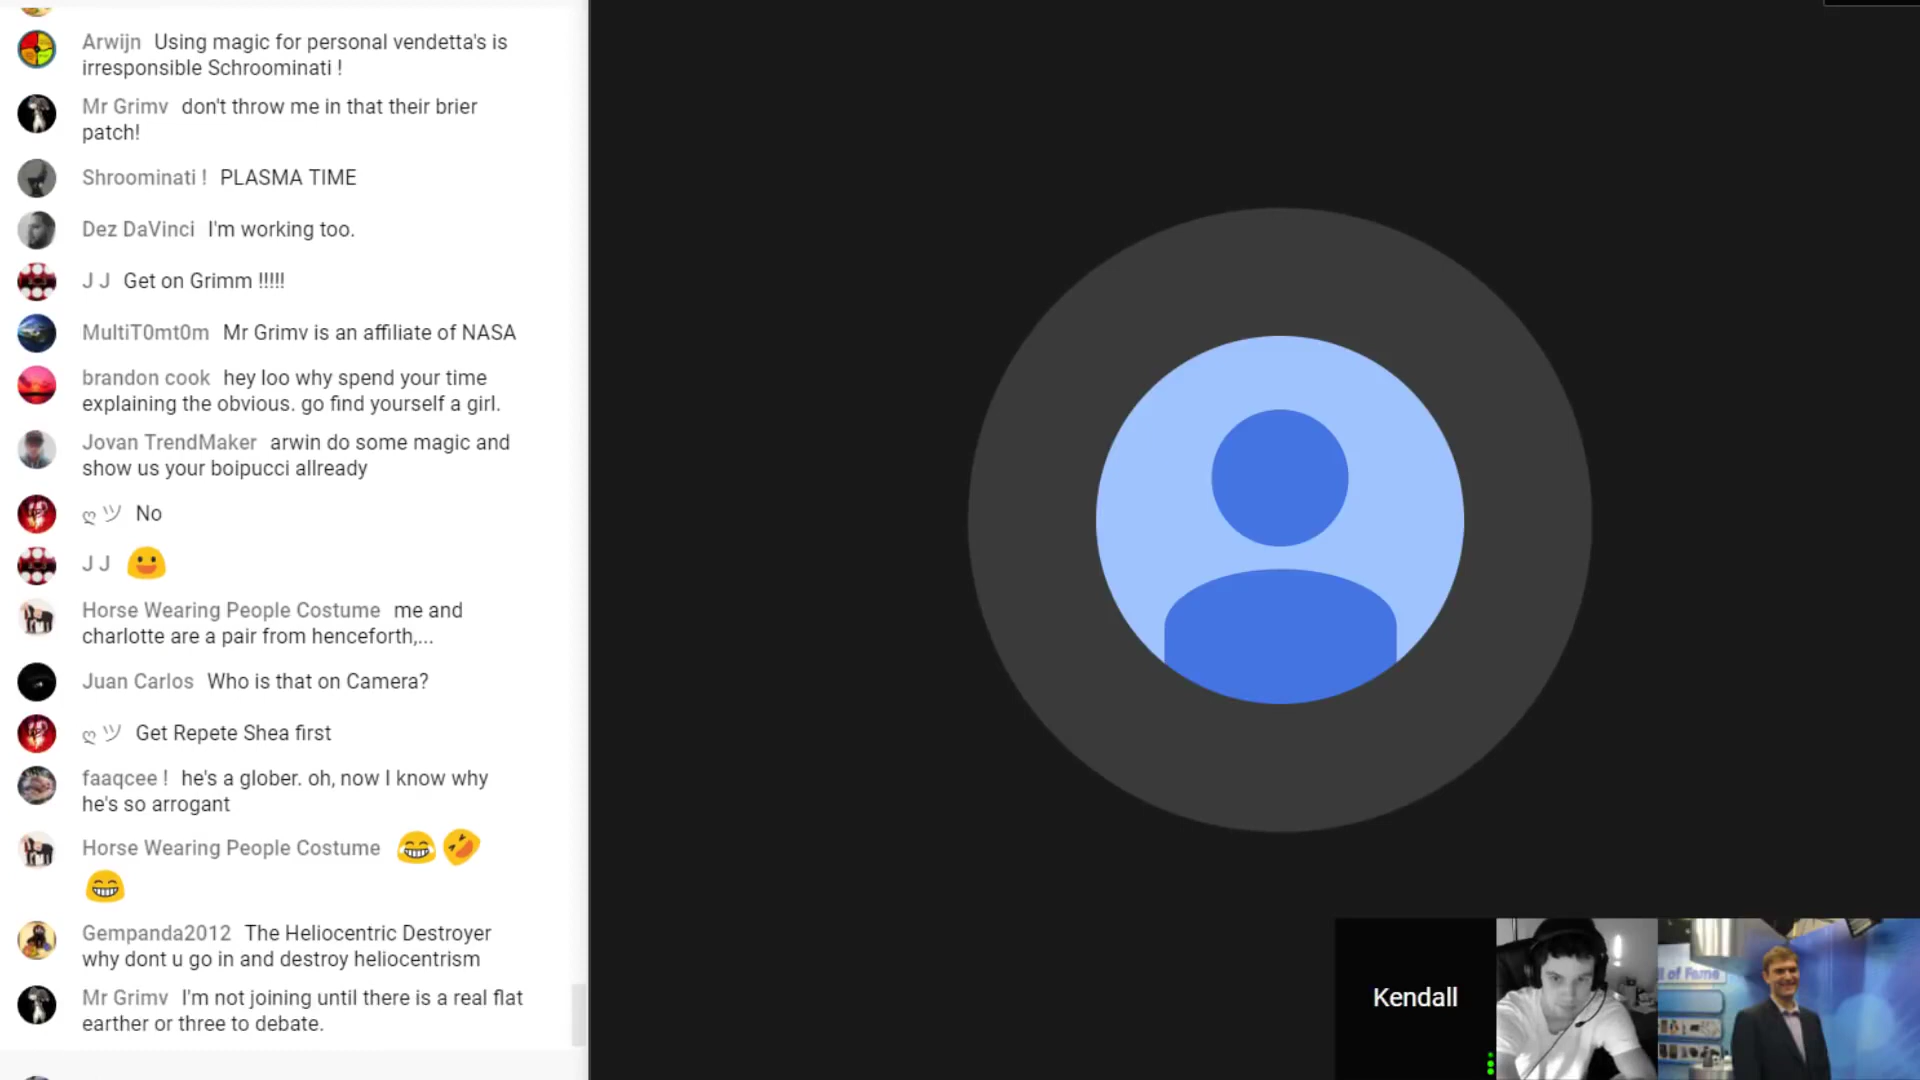 Arwijn Using magic for personal vendetta's is
irresponsible Schroominati !
Mr Grimv don't throw me in that their brier
patch!
Shroominati ! PLASMA TIME
Dez DaVinci I'm working too.
J J Get on Grimm !!!!!
MultiT0mt0m Mr Grimv is an affiliate of NASA
brandon cook hey loo why spend your time
explaining the obvious. go find yourself a girl.
Jovan TrendMaker arwin do some magic and
show us your boipucci allready
ღ ツ No
J J
Horse Wearing People Costume me and
charlotte are a pair from henceforth,...
Juan Carlos Who is that on Camera?
ღ ツ Get Repete Shea first
faaqcee ! he's a glober. oh, now I know why
he's so arrogant
Horse Wearing People Costume 😂🤣
😁
Gempanda2012 The Heliocentric Destroyer
why dont u go in and destroy heliocentrism
Mr Grimv I'm not joining until there is a real flat
earther or three to debate.
Kendall
l of Fame